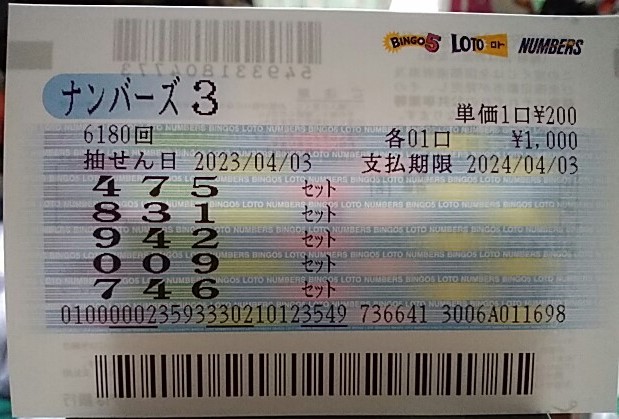 54933180477З
BINGO5 LOTO ロト NUMBERS
ナンバーズ3
単価1口¥200
6180回 各01口 ¥1,000
抽せん日 2023/04/03 支払期限 2024/04/03
4 7 5 セット
8 3 1 セット
9 4 2 セット
0 0 9 セット
7 4 6 セット
010000023593330210123549 736641 3006A011698